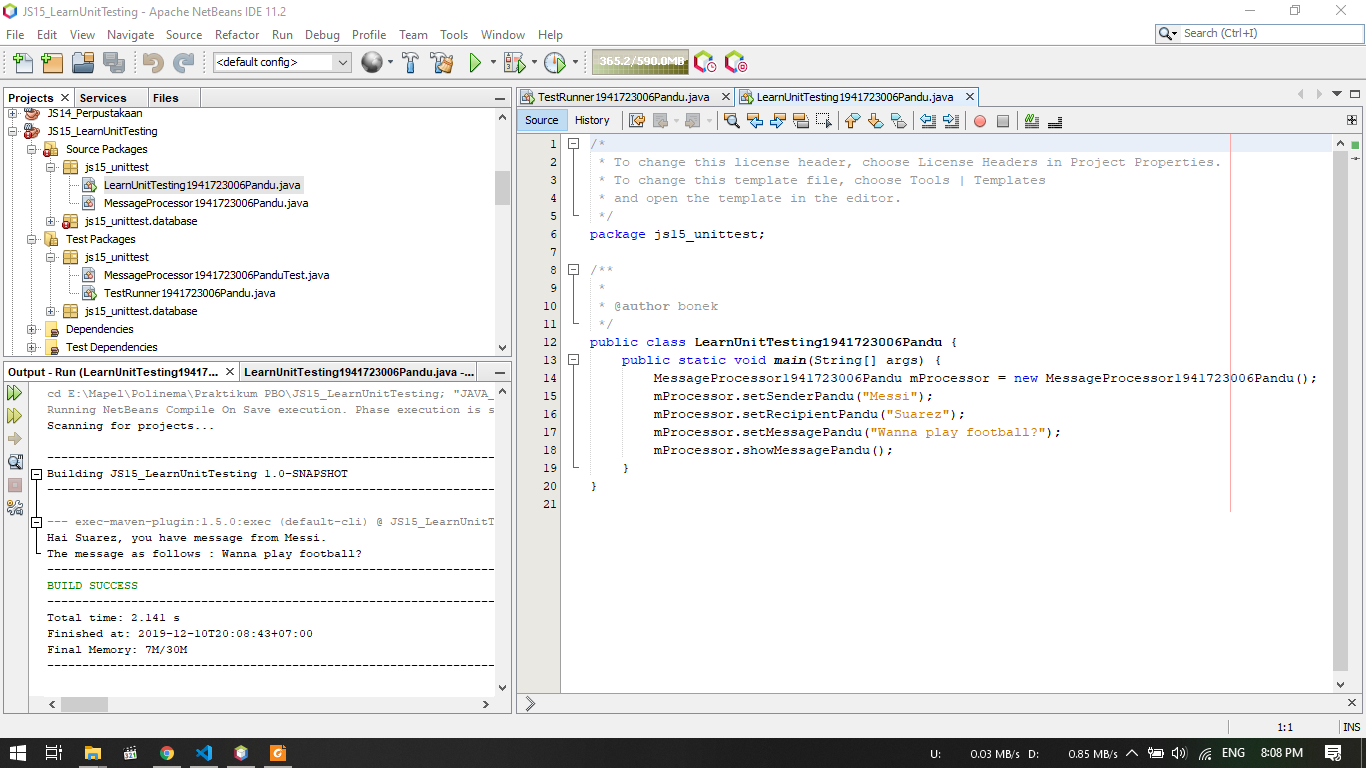 JS15_LearnUnitTesting - Apache NetBeans IDE 11.2
File Edit View Navigate Source Refactor Run Debug Profile Team Tools Window Help
Search (Ctrl+I)
<default config>
365.2/590.0MB
Projects Services Files
JS14_Perpustakaan
JS15_LearnUnitTesting
Source Packages
js15_unittest
LearnUnitTesting1941723006Pandu.java
MessageProcessor1941723006Pandu.java
js15_unittest.database
Test Packages
js15_unittest
MessageProcessor1941723006PanduTest.java
TestRunner1941723006Pandu.java
js15_unittest.database
Dependencies
Test Dependencies
Output - Run (LearnUnitTesting19417... LearnUnitTesting1941723006Pandu.java -...
cd E:\Mapel\Polinema\Praktikum PBO\JS15_LearnUnitTesting; "JAVA_
Running NetBeans Compile On Save execution. Phase execution is s
Scanning for projects...
------------------------------------------------------------------------
Building JS15_LearnUnitTesting 1.0-SNAPSHOT
------------------------------------------------------------------------
--- exec-maven-plugin:1.5.0:exec (default-cli) @ JS15_LearnUnitT
Hai Suarez, you have message from Messi.
The message as follows : Wanna play football?
------------------------------------------------------------------------
BUILD SUCCESS
------------------------------------------------------------------------
Total time: 2.141 s
Finished at: 2019-12-10T20:08:43+07:00
Final Memory: 7M/30M
------------------------------------------------------------------------
TestRunner1941723006Pandu.java LearnUnitTesting1941723006Pandu.java
Source History
1 /*
2 * To change this license header, choose License Headers in Project Properties.
3 * To change this template file, choose Tools | Templates
4 * and open the template in the editor.
5 */
6 package js15_unittest;
7
8 /**
9 *
10 * @author bonek
11 */
12 public class LearnUnitTesting1941723006Pandu {
13 public static void main(String[] args) {
14 MessageProcessor1941723006Pandu mProcessor = new MessageProcessor1941723006Pandu();
15 mProcessor.setSenderPandu("Messi");
16 mProcessor.setRecipientPandu("Suarez");
17 mProcessor.setMessagePandu("Wanna play football?");
18 mProcessor.showMessagePandu();
19 }
20 }
21
1:1 INS
U: 0.03 MB/s D: 0.85 MB/s ENG 8:08 PM